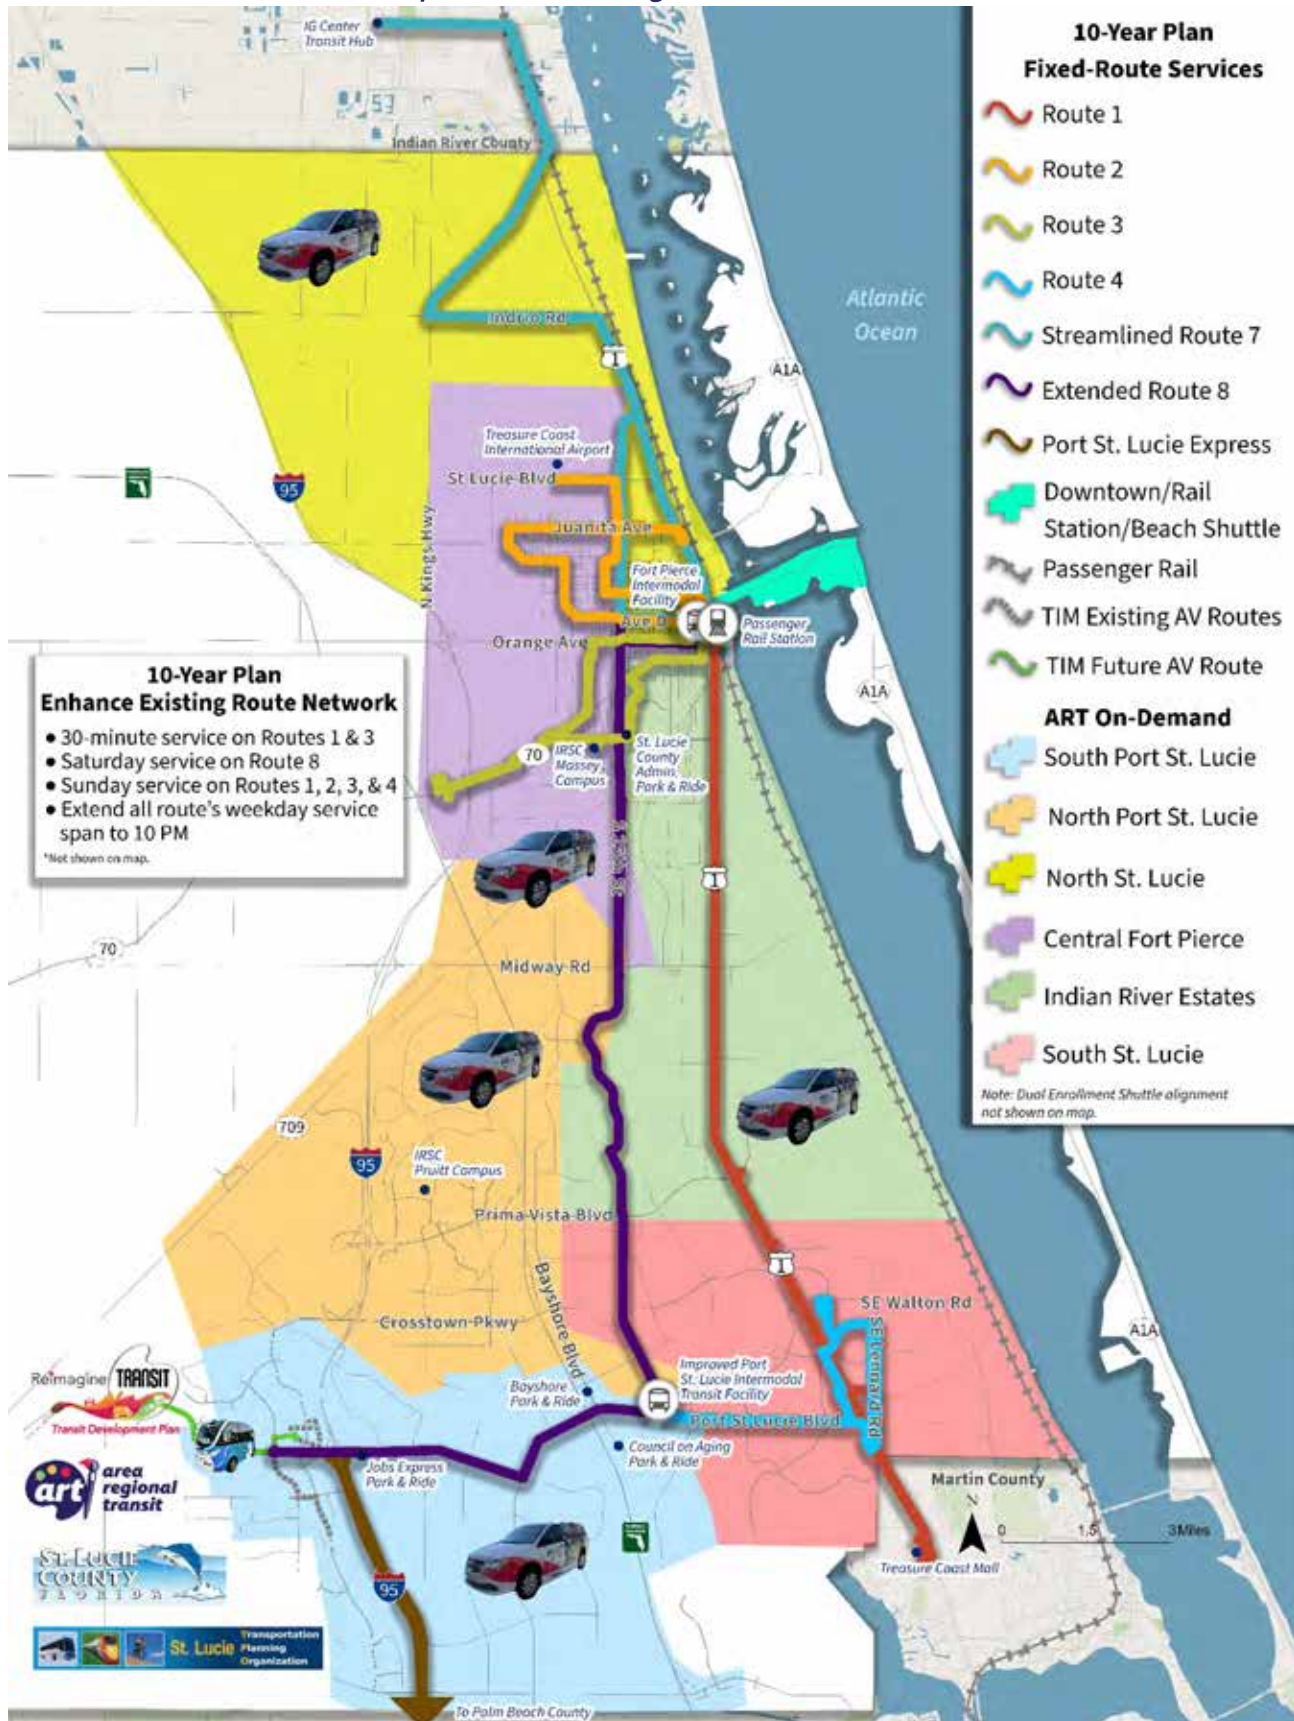 IG Center
Transit Hub
Indian River County
Indrio Rd
1
Atlantic
Ocean
A1A
Treasure Coast
International Airport
St Lucie Blvd
95
Juanita Ave
N Kings Hwy
Fort Pierce
Intermodal
Facility
Ave D
Passenger
Rail Station
Orange Ave
A1A
70
IRSC
Massey
Campus
St. Lucie
County
Admin
Park & Ride
1
70
Midway Rd
709
95
IRSC
Pruitt Campus
Prima Vista Blvd
1
Bayshore Blvd
Crosstown Pkwy
SE Walton Rd
SE Lennard Rd
A1A
Improved Port
St. Lucie Intermodal
Transit Facility
Bayshore
Park & Ride
Port St Lucie Blvd
Council on Aging
Park & Ride
Jobs Express
Park & Ride
Martin County
N
0 1.5 3 Miles
Treasure Coast Mall
95
To Palm Beach County
10-Year Plan
Enhance Existing Route Network
• 30-minute service on Routes 1 & 3
• Saturday service on Route 8
• Sunday service on Routes 1, 2, 3, & 4
• Extend all route's weekday service
span to 10 PM
*Not shown on map.
10-Year Plan
Fixed-Route Services
Route 1
Route 2
Route 3
Route 4
Streamlined Route 7
Extended Route 8
Port St. Lucie Express
Downtown/Rail
Station/Beach Shuttle
Passenger Rail
TIM Existing AV Routes
TIM Future AV Route
ART On-Demand
South Port St. Lucie
North Port St. Lucie
North St. Lucie
Central Fort Pierce
Indian River Estates
South St. Lucie
Note: Dual Enrollment Shuttle alignment
not shown on map.
Reimagine TRANSIT
Transit Development Plan
art area
regional
transit
ST. LUCIE
COUNTY
FLORIDA
St. Lucie Transportation
Planning
Organization